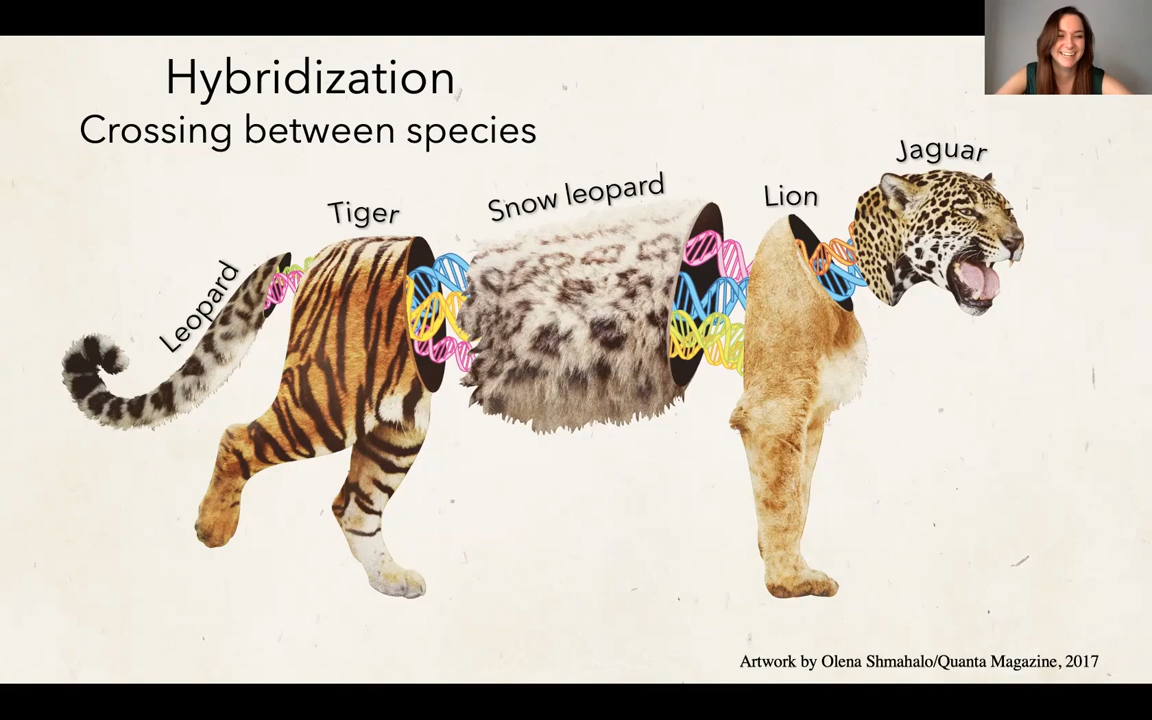 Hybridization
Crossing between species
Leopard
Tiger
Snow leopard
Lion
Jaguar
Artwork by Olena Shmahalo/Quanta Magazine, 2017